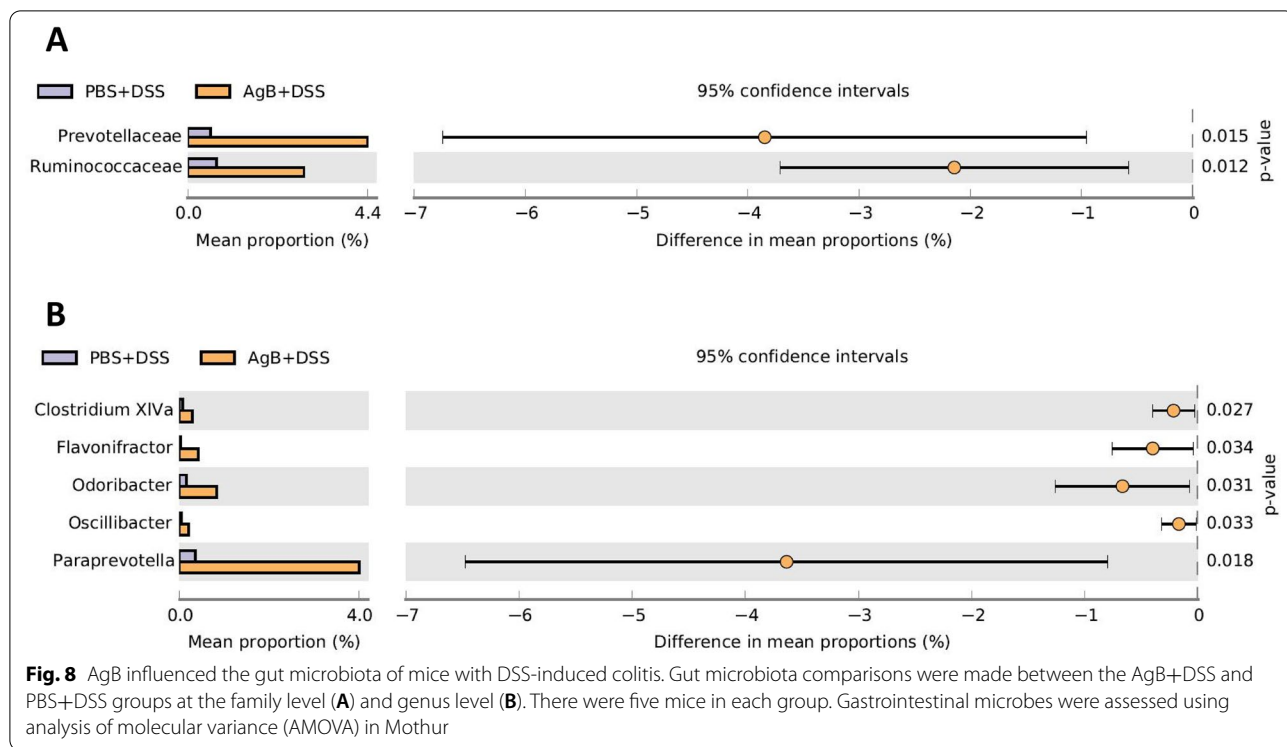 A
PBS+DSS AgB+DSS 95% confidence intervals
Prevotellaceae 0.015
Ruminococcaceae 0.012
p-value
0.0 4.4 −7 −6 −5 −4 −3 −2 −1 0
Mean proportion (%) Difference in mean proportions (%)
B
PBS+DSS AgB+DSS 95% confidence intervals
Clostridium XlVa 0.027
Flavonifractor 0.034
Odoribacter 0.031
Oscillibacter 0.033
Paraprevotella 0.018
p-value
0.0 4.0 −7 −6 −5 −4 −3 −2 −1 0
Mean proportion (%) Difference in mean proportions (%)
Fig. 8 AgB influenced the gut microbiota of mice with DSS-induced colitis. Gut microbiota comparisons were made between the AgB+DSS and
PBS+DSS groups at the family level (A) and genus level (B). There were five mice in each group. Gastrointestinal microbes were assessed using
analysis of molecular variance (AMOVA) in Mothur